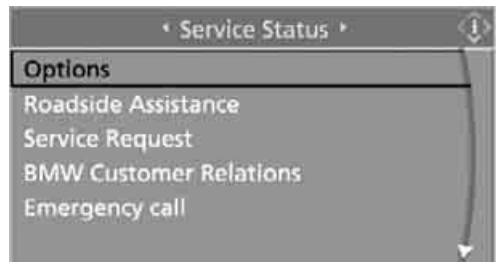 Service Status
Options
Roadside Assistance
Service Request
BMW Customer Relations
Emergency call